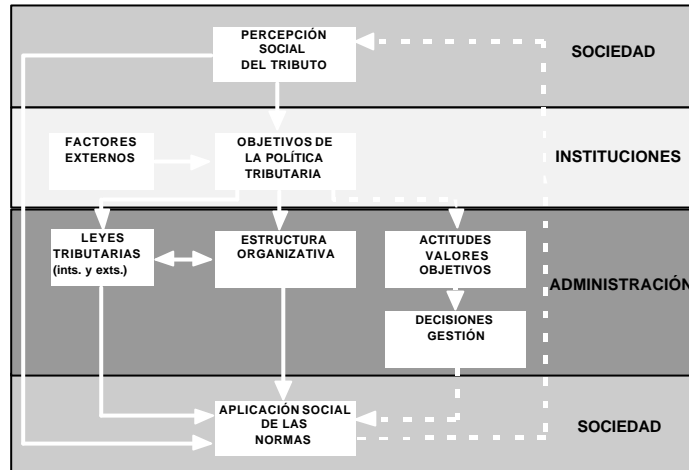 PERCEPCIÓN
SOCIAL
DEL TRIBUTO
SOCIEDAD
FACTORES
EXTERNOS
OBJETIVOS DE
LA POLÍTICA
TRIBUTARIA
INSTITUCIONES
LEYES
TRIBUTARIAS
(ints. y exts.)
ESTRUCTURA
ORGANIZATIVA
ACTITUDES
VALORES
OBJETIVOS
ADMINISTRACIÓN
DECISIONES
GESTIÓN
APLICACIÓN SOCIAL
DE LAS
NORMAS
SOCIEDAD